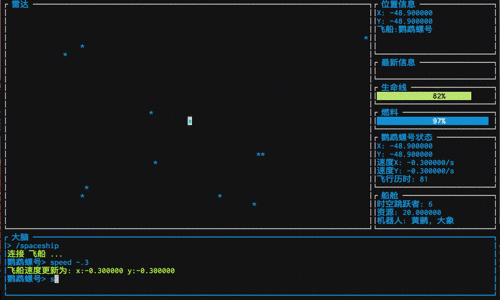 雷达
位置信息
X: -48.900000
Y: -48.900000
飞船:鹦鹉螺号
最新信息
生命线
82%
燃料
97%
鹦鹉螺号状态
X: -48.900000
Y: -48.900000
速度X: -0.300000/s
速度Y: -0.300000/s
飞行历时: 81
船舱
时空跳跃者: 6
资源: 20.000000
机器人: 黄鹂, 大象
大脑
> /spaceship
连接 飞船 ...
鹦鹉螺号> speed -.3
飞船速度更新为: x:-0.300000 y:-0.300000
鹦鹉螺号> s